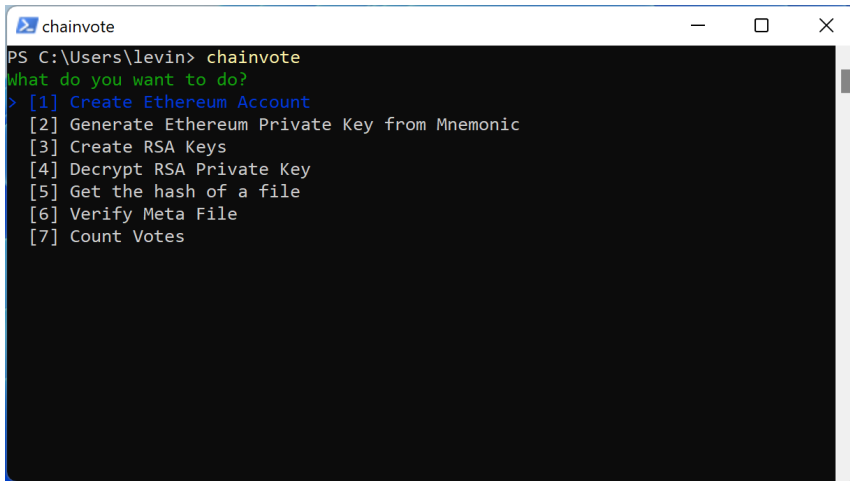 chainvote
PS C:\Users\levin> chainvote
What do you want to do?
> [1] Create Ethereum Account
[2] Generate Ethereum Private Key from Mnemonic
[3] Create RSA Keys
[4] Decrypt RSA Private Key
[5] Get the hash of a file
[6] Verify Meta File
[7] Count Votes